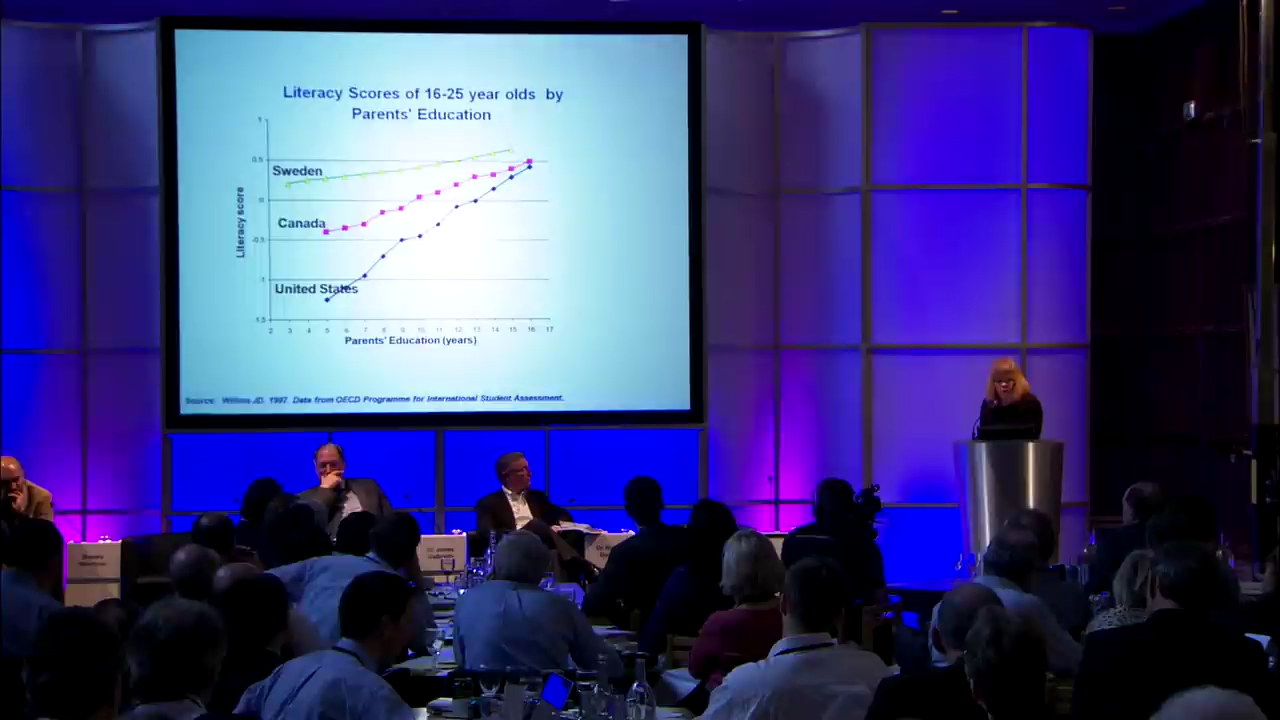 Literacy Scores of 16-25 year olds by
Parents' Education
1
0.5
Sweden
0
Literacy score
Canada
-0.5
-1
United States
1.5
2 3 4 5 6 7 8 9 10 11 12 13 14 15 16 17
Parents' Education (years)
Source: Willms JD. 1997. Data from OECD Programme for International Student Assessment.
Dr. James